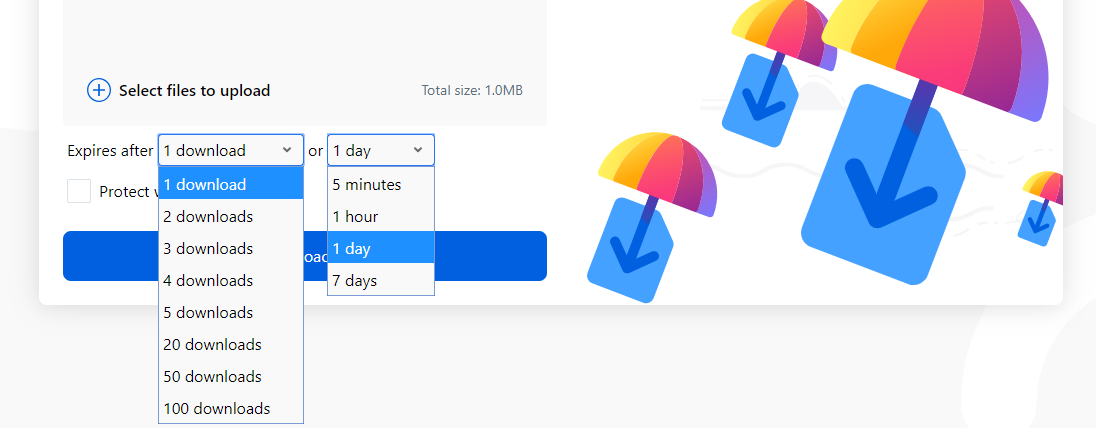 Select files to upload
Total size: 1.0MB
Expires after 1 download or 1 day
Protect
1 download
2 downloads
3 downloads
4 downloads
5 downloads
20 downloads
50 downloads
100 downloads
5 minutes
1 hour
1 day
7 days